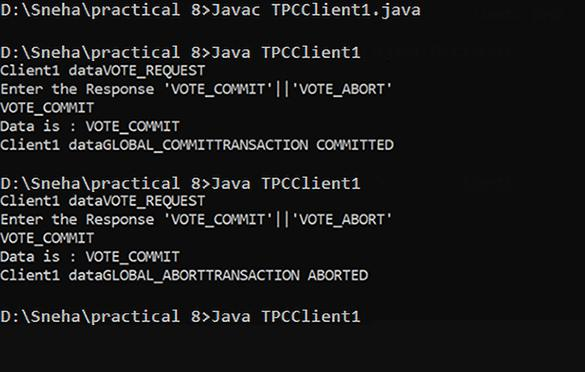 D:\Sneha\practical 8>Javac TPCClient1.java
D:\Sneha\practical 8>Java TPCClient1
Client1 dataVOTE_REQUEST
Enter the Response 'VOTE_COMMIT'||'VOTE_ABORT'
VOTE_COMMIT
Data is : VOTE_COMMIT
Client1 dataGLOBAL_COMMITTRANSACTION COMMITTED
D:\Sneha\practical 8>Java TPCClient1
Client1 dataVOTE_REQUEST
Enter the Response 'VOTE_COMMIT'||'VOTE_ABORT'
VOTE_COMMIT
Data is : VOTE_COMMIT
Client1 dataGLOBAL_ABORTTRANSACTION ABORTED
D:\Sneha\practical 8>Java TPCClient1